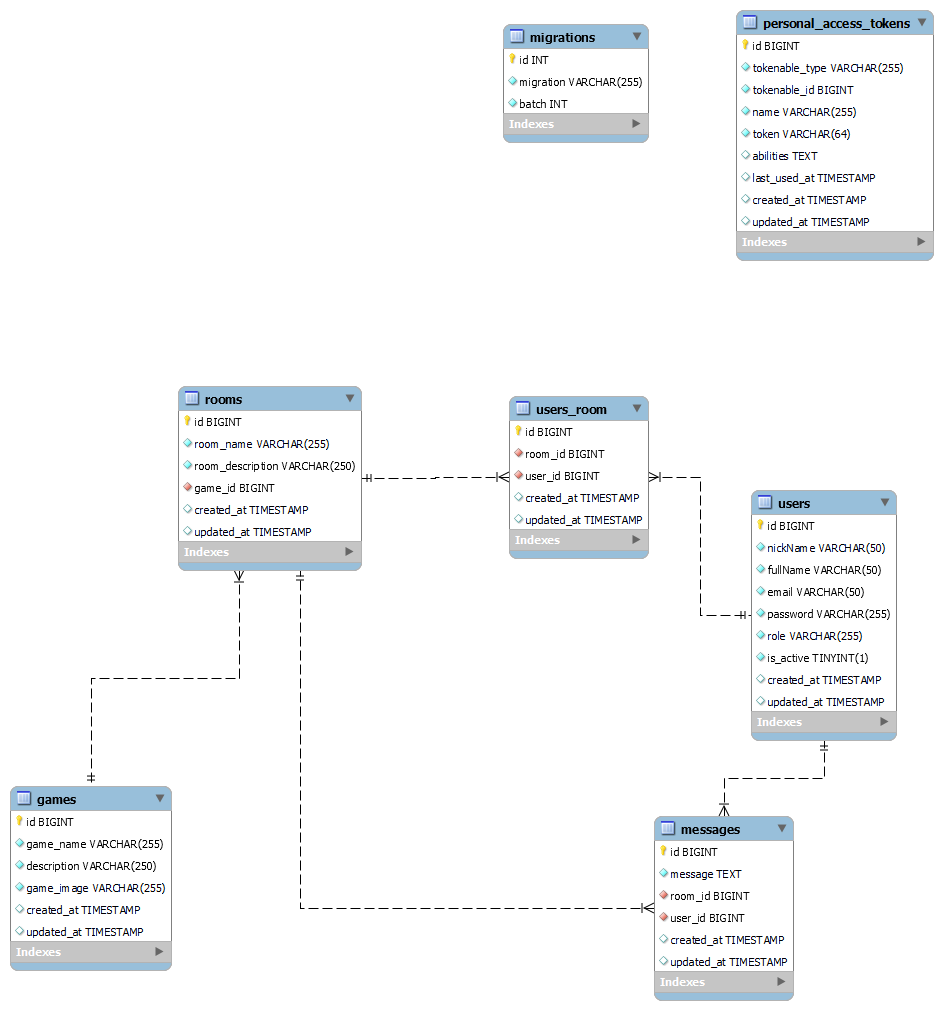 migrations
id INT
migration VARCHAR(255)
batch INT
Indexes
personal_access_tokens
id BIGINT
tokenable_type VARCHAR(255)
tokenable_id BIGINT
name VARCHAR(255)
token VARCHAR(64)
abilities TEXT
last_used_at TIMESTAMP
created_at TIMESTAMP
updated_at TIMESTAMP
Indexes
rooms
id BIGINT
room_name VARCHAR(255)
room_description VARCHAR(250)
game_id BIGINT
created_at TIMESTAMP
updated_at TIMESTAMP
Indexes
users_room
id BIGINT
room_id BIGINT
user_id BIGINT
created_at TIMESTAMP
updated_at TIMESTAMP
Indexes
users
id BIGINT
nickName VARCHAR(50)
fullName VARCHAR(50)
email VARCHAR(50)
password VARCHAR(255)
role VARCHAR(255)
is_active TINYINT(1)
created_at TIMESTAMP
updated_at TIMESTAMP
Indexes
games
id BIGINT
game_name VARCHAR(255)
description VARCHAR(250)
game_image VARCHAR(255)
created_at TIMESTAMP
updated_at TIMESTAMP
Indexes
messages
id BIGINT
message TEXT
room_id BIGINT
user_id BIGINT
created_at TIMESTAMP
updated_at TIMESTAMP
Indexes